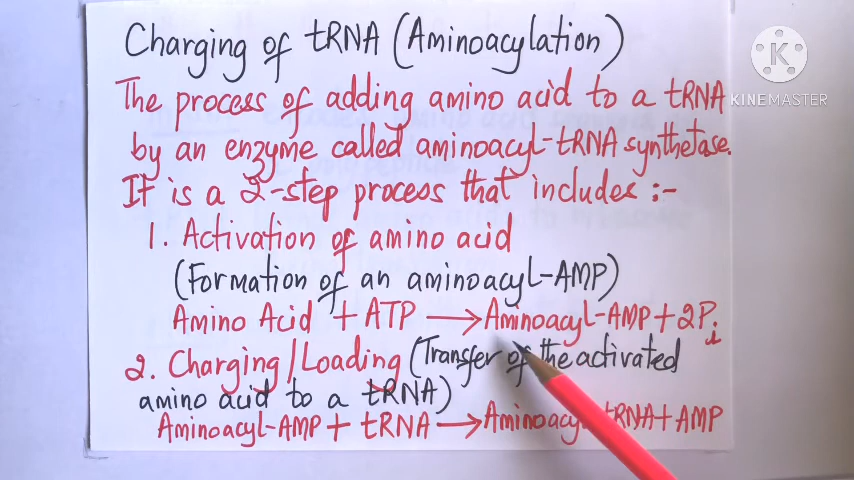 Charging of tRNA (Aminoacylation)
K
KINEMASTER
The process of adding amino acid to a tRNA
by an enzyme called aminoacyl-tRNA synthetase.
It is a 2-step process that includes :-
1. Activation of amino acid
(Formation of an aminoacyl-AMP)
Amino Acid + ATP → Aminoacyl-AMP + 2Pi
2. Charging/Loading (Transfer of the activated
amino acid to a tRNA)
Aminoacyl-AMP + tRNA → Aminoacyl tRNA + AMP